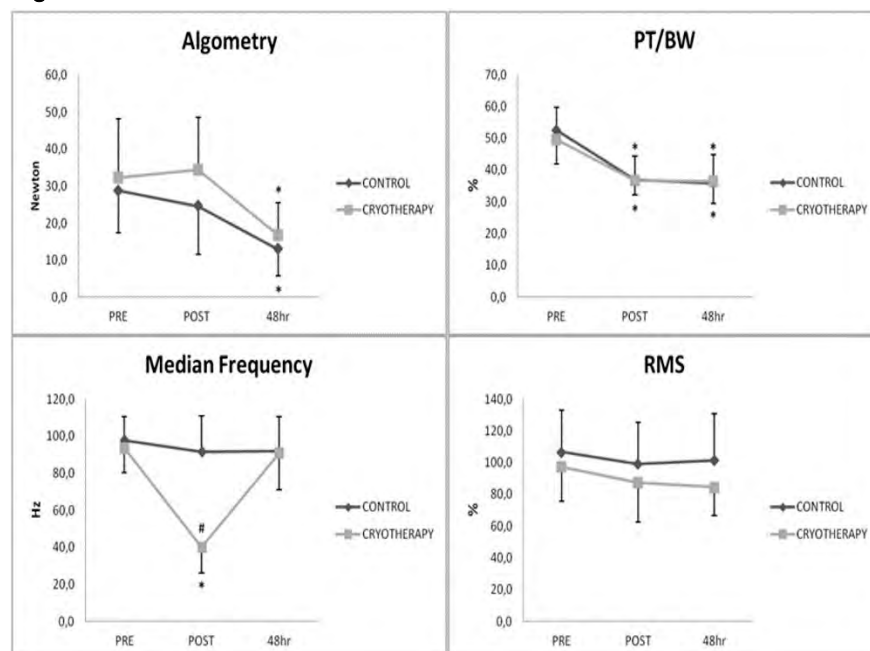 Algometry
60,0
50,0
40,0
30,0
20,0
10,0
0,0
Newton
*
*
PRE POST 48hr
CONTROL
CRYOTHERAPY
PT/BW
70,0
60,0
50,0
40,0
30,0
20,0
10,0
0,0
%
* *
* *
PRE POST 48hr
CONTROL
CRYOTHERAPY
Median Frequency
120,0
100,0
80,0
60,0
40,0
20,0
0,0
Hz
#
*
PRE POST 48hr
CONTROL
CRYOTHERAPY
RMS
140,0
120,0
100,0
80,0
60,0
40,0
20,0
0,0
%
PRE POST 48hr
CONTROL
CRYOTHERAPY